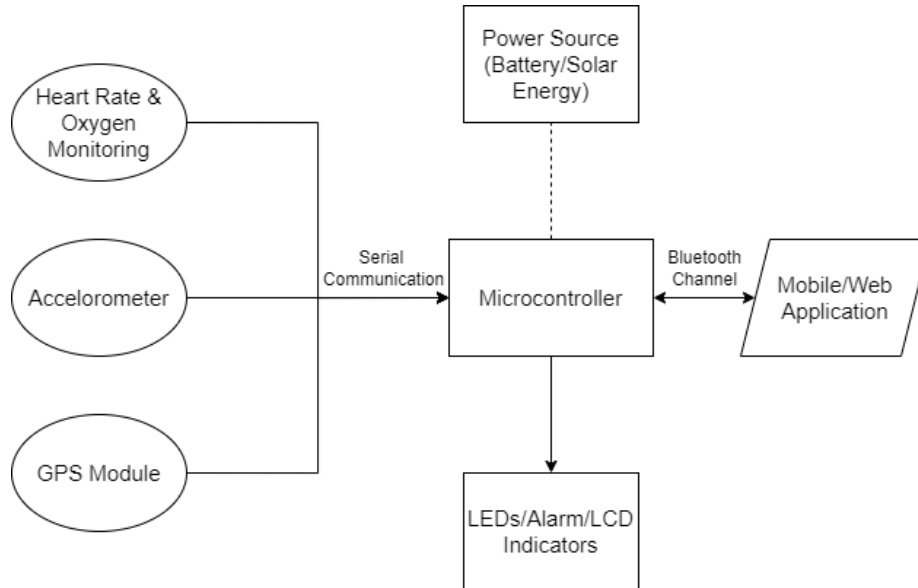 Power Source
(Battery/Solar
Energy)
Heart Rate &
Oxygen
Monitoring
Accelorometer
Serial
Communication
Microcontroller
Bluetooth
Channel
Mobile/Web
Application
GPS Module
LEDs/Alarm/LCD
Indicators